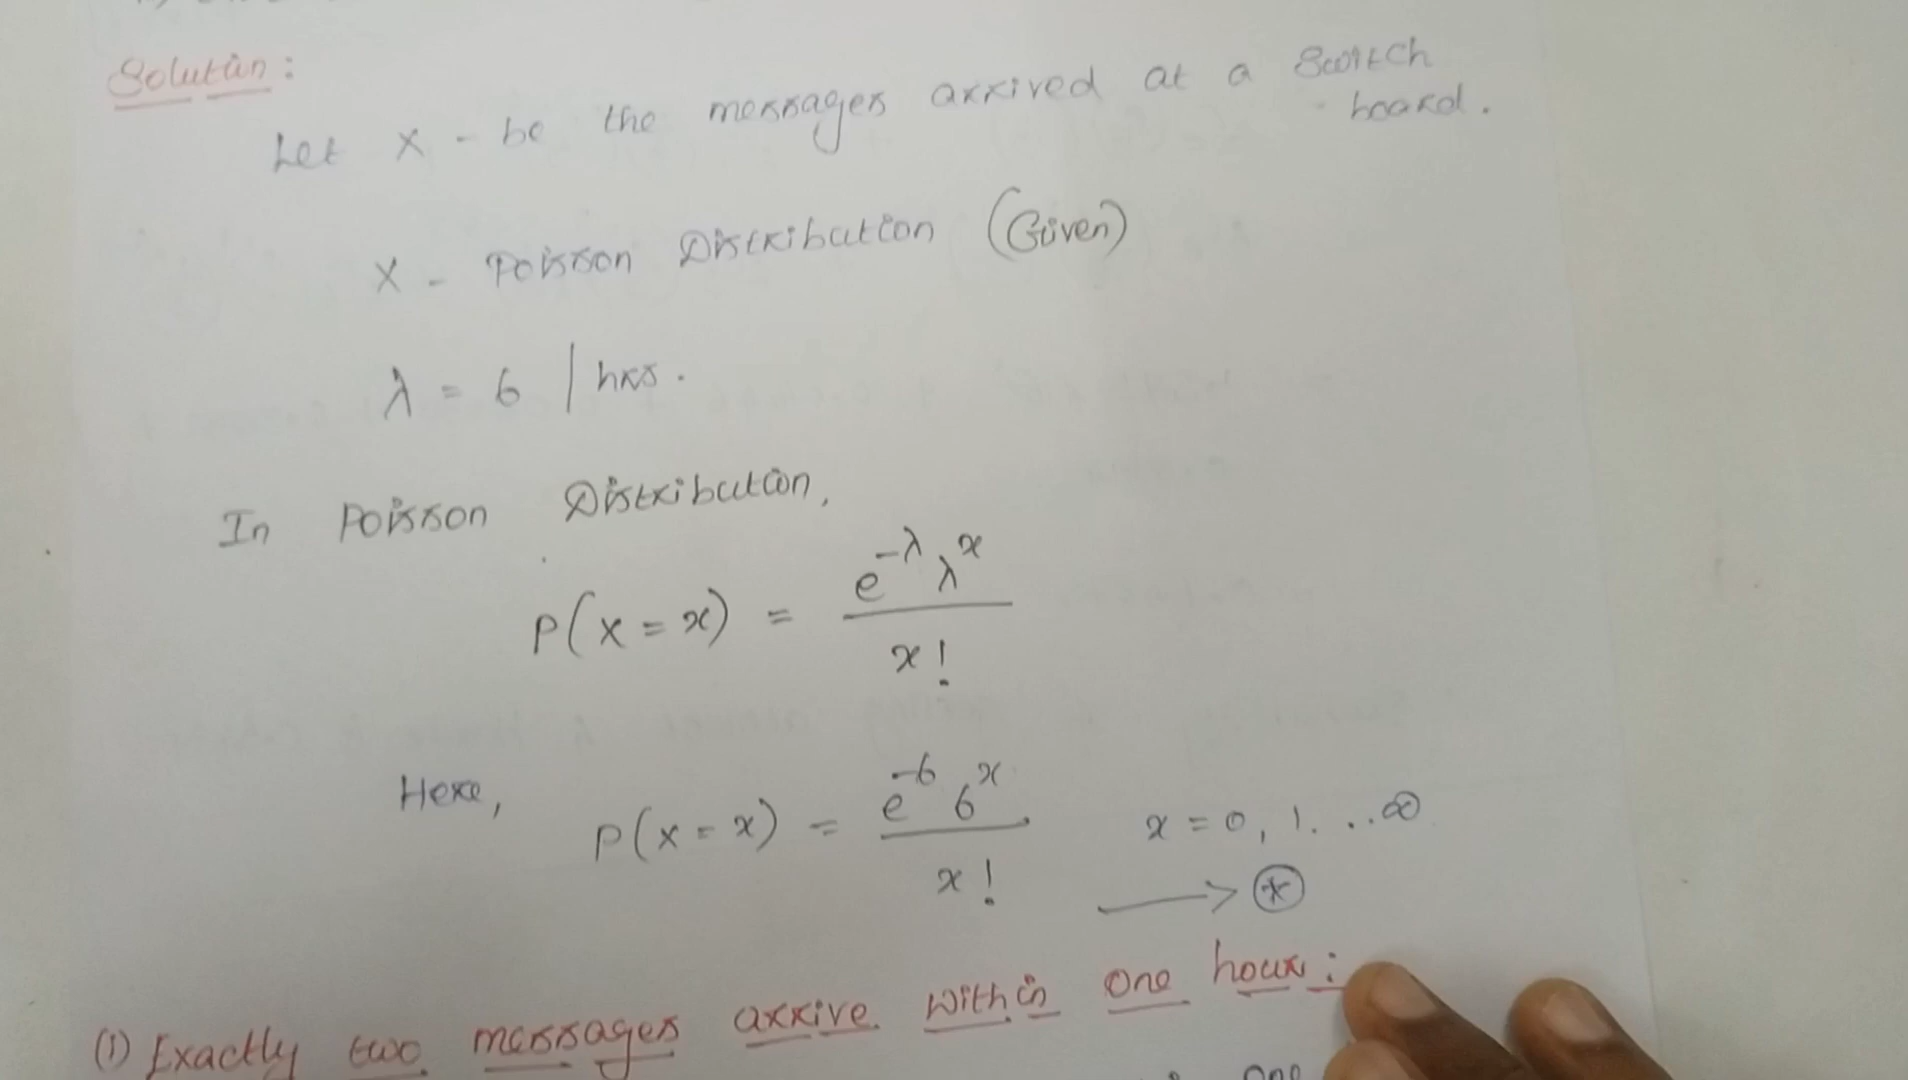 Solution:
Let X - be the messages arrived at a Switch
board.
X - Poisson Distribution (Given)
λ = 6 / hrs.
In Poisson Distribution,
P(X = x) = e^-λ λ^x / x!
Here, P(X = x) = e^-6 6^x / x! x = 0, 1. . . ∞
⟶ ⊛
(1) Exactly two messages arrive within one hour:
one